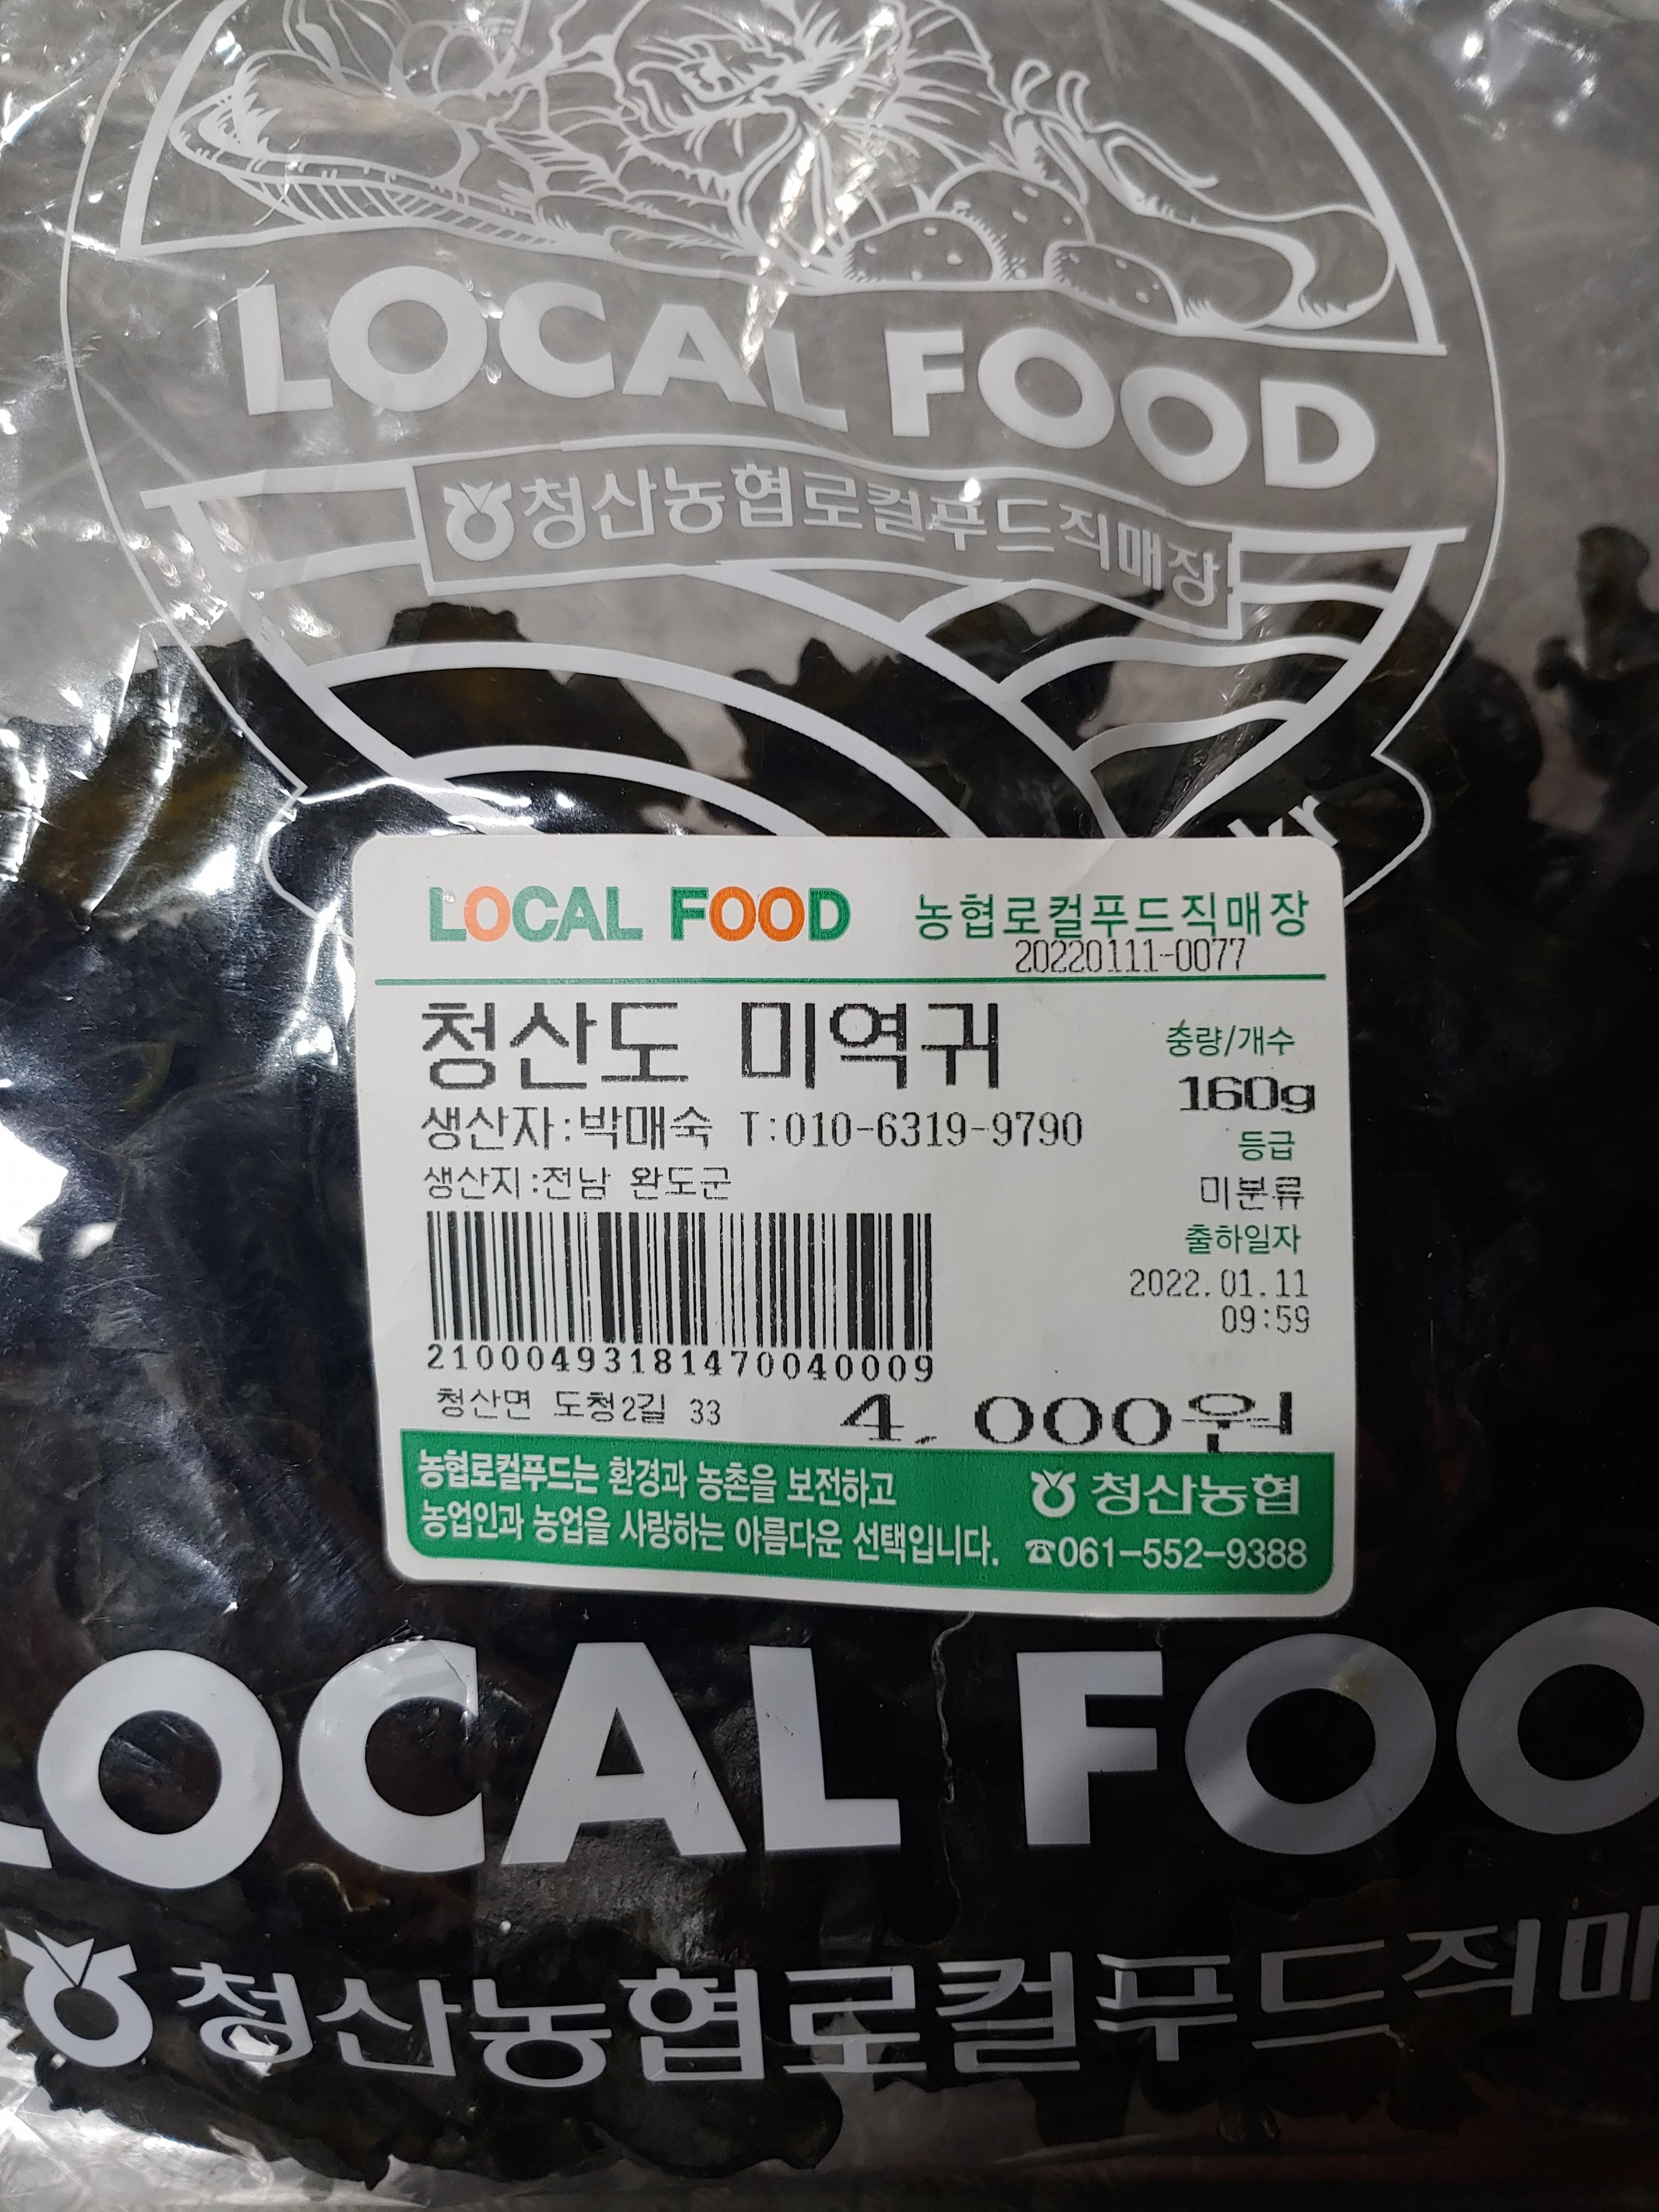 LOCAL FOOD
청산농협로컬푸드직매장
kr
LOCAL FOOD 농협로컬푸드직매장
20220111-0077
청산도 미역귀
중량/개수
160g
생산자:박매숙 T:010-6319-9790
등급
생산지:전남 완도군
미분류
출하일자
2022.01.11
09:59
21000493181470040009
청산면 도청2길 33
4,000원
농협로컬푸드는 환경과 농촌을 보전하고
농업인과 농업을 사랑하는 아름다운 선택입니다.
청산농협
☎061-552-9388
LOCAL FOO
청산농협로컬푸드직매